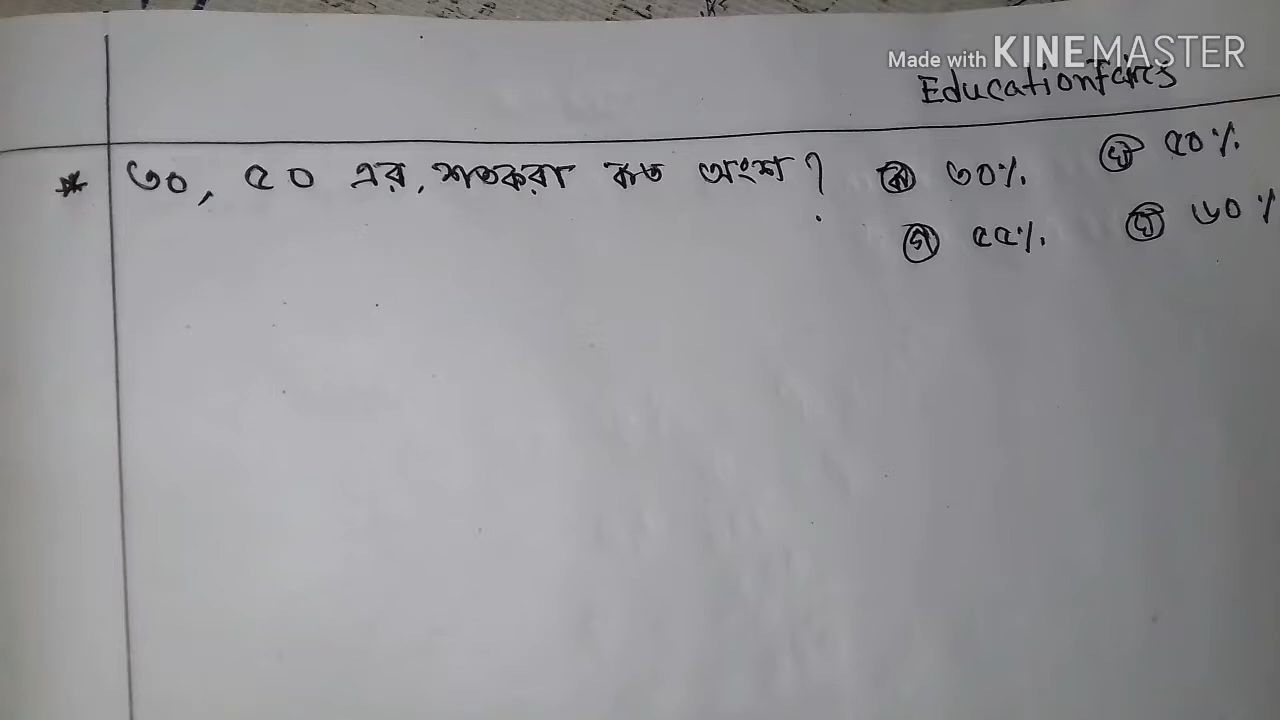 Made with KINEMASTER
Educationfacts
* ৩০, ৫০ এর, শতকরা কত অংশ ? ক ৩০% খ ৫০%
গ ৫৫% ঘ ৬০%